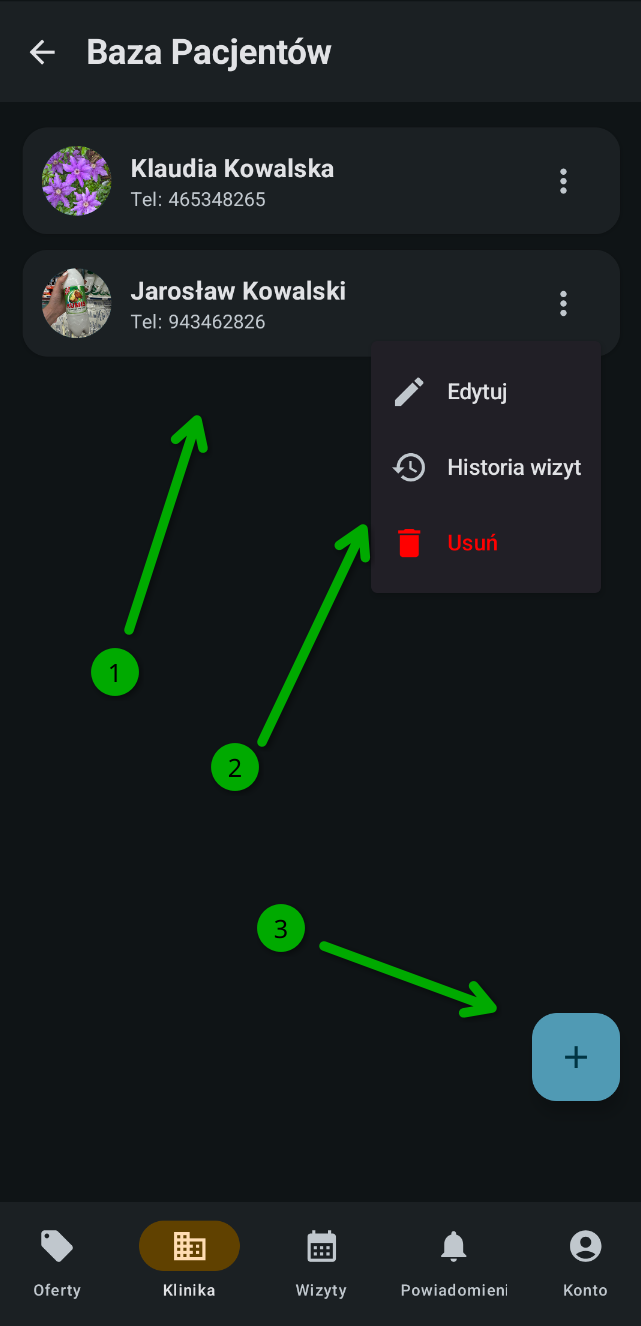 Baza Pacjentów
Klaudia Kowalska
Tel: 465348265
Jarosław Kowalski
Tel: 943462826
Edytuj
Historia wizyt
Usuń
1
2
3
+
Oferty
Klinika
Wizyty
Powiadomieni
Konto